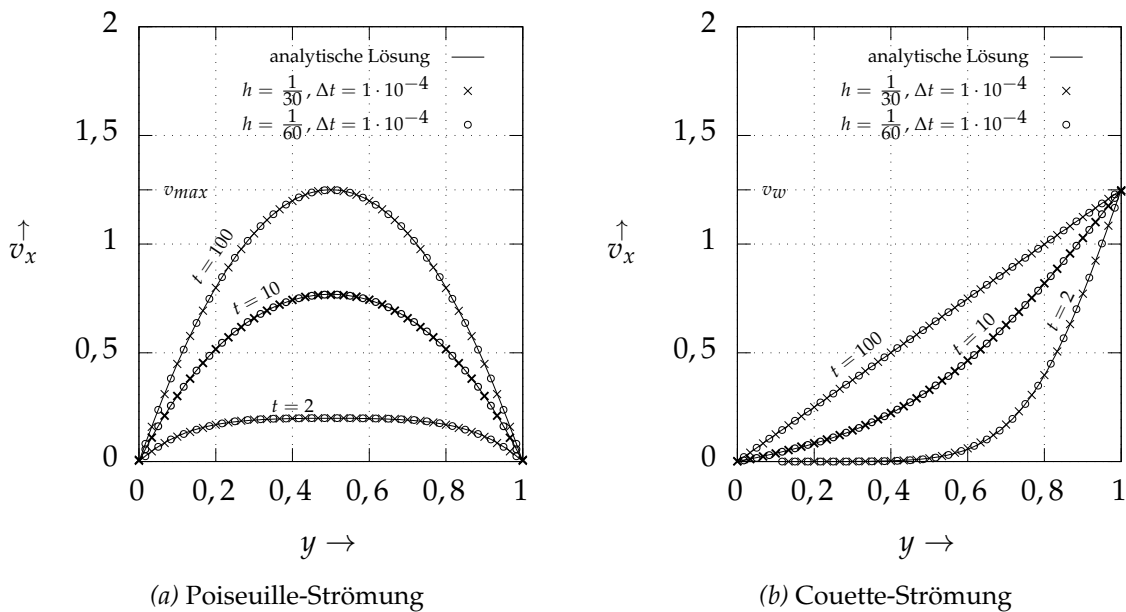 2
1,5
1
0,5
0
v_x ↑
analytische Lösung
h = 1/30, Δt = 1 · 10⁻⁴
h = 1/60, Δt = 1 · 10⁻⁴
v_max
t = 100
t = 10
t = 2
0 0,2 0,4 0,6 0,8 1
y →
(a) Poiseuille-Strömung
2
1,5
1
0,5
0
v_x ↑
analytische Lösung
h = 1/30, Δt = 1 · 10⁻⁴
h = 1/60, Δt = 1 · 10⁻⁴
v_w
t = 100
t = 10
t = 2
0 0,2 0,4 0,6 0,8 1
y →
(b) Couette-Strömung